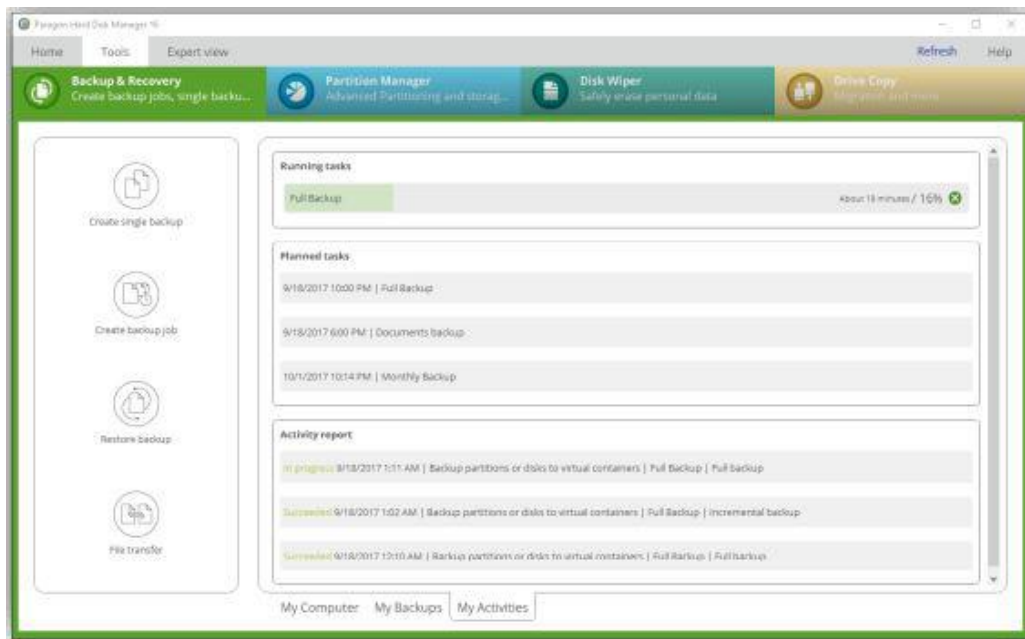 Paragon Hard Disk Manager 16
Home Tools Expert view Refresh Help
Backup & Recovery
Create backup jobs, single backu...
Partition Manager
Advanced Partitioning and storag...
Disk Wiper
Safely erase personal data
Drive Copy
Migration and more
Create single backup
Create backup job
Restore backup
File transfer
Running tasks
Full Backup
About 18 minutes / 16%
Planned tasks
9/18/2017 10:00 PM | Full Backup
9/18/2017 6:00 PM | Documents backup
10/1/2017 10:14 PM | Monthly Backup
Activity report
In progress 9/18/2017 1:11 AM | Backup partitions or disks to virtual containers | Full Backup | Full backup
Succeeded 9/18/2017 1:02 AM | Backup partitions or disks to virtual containers | Full Backup | Incremental backup
Succeeded 9/18/2017 12:10 AM | Backup partitions or disks to virtual containers | Full Backup | Full backup
My Computer My Backups My Activities